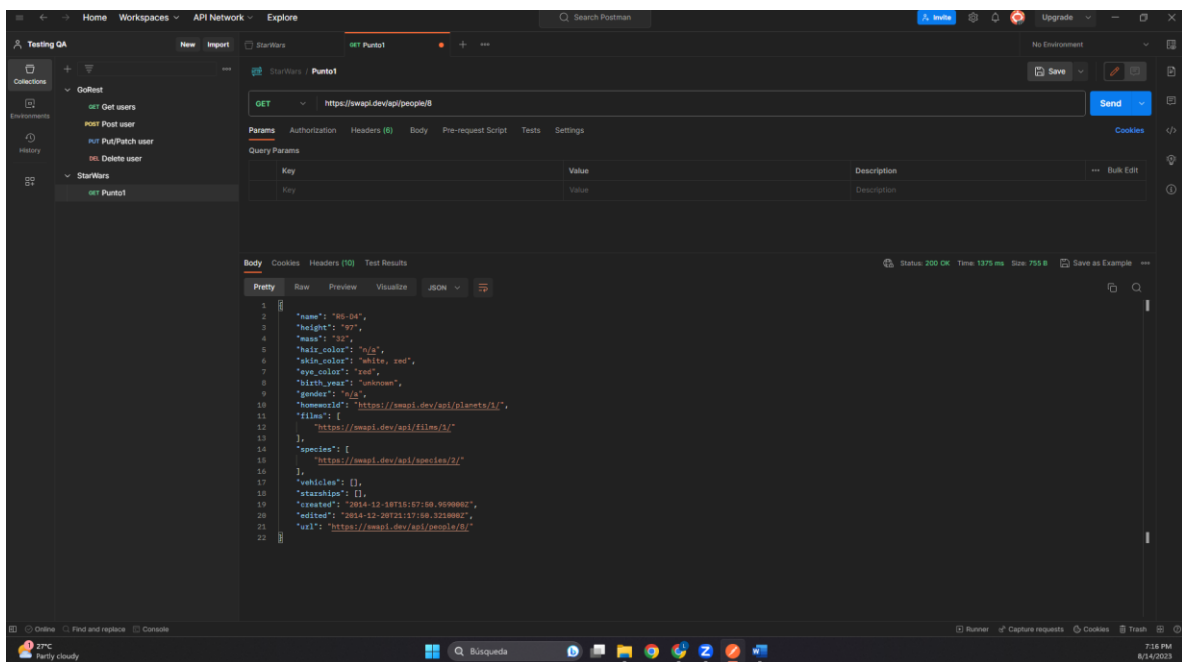 Home Workspaces API Network Explore Search Postman Invite Upgrade
Testing QA New Import StarWars GET Punto1 No Environment
Collections
Environments
History
GoRest
GET Get users
POST Post user
PUT Put/Patch user
DEL Delete user
StarWars
GET Punto1
StarWars / Punto1 Save
GET https://swapi.dev/api/people/8 Send
Params Authorization Headers (6) Body Pre-request Script Tests Settings Cookies
Query Params
Key Value Description Bulk Edit
Key Value Description
Body Cookies Headers (10) Test Results Status: 200 OK Time: 1375 ms Size: 755 B Save as Example
Pretty Raw Preview Visualize JSON
1 {
2 "name": "R5-D4",
3 "height": "97",
4 "mass": "32",
5 "hair_color": "n/a",
6 "skin_color": "white, red",
7 "eye_color": "red",
8 "birth_year": "unknown",
9 "gender": "n/a",
10 "homeworld": "https://swapi.dev/api/planets/1/",
11 "films": [
12 "https://swapi.dev/api/films/1/"
13 ],
14 "species": [
15 "https://swapi.dev/api/species/2/"
16 ],
17 "vehicles": [],
18 "starships": [],
19 "created": "2014-12-10T15:57:50.959000Z",
20 "edited": "2014-12-20T21:17:50.321000Z",
21 "url": "https://swapi.dev/api/people/8/"
22 }
Online Find and replace Console Runner Capture requests Cookies Trash
27°C
Partly cloudy
Búsqueda
7:16 PM
8/14/2023